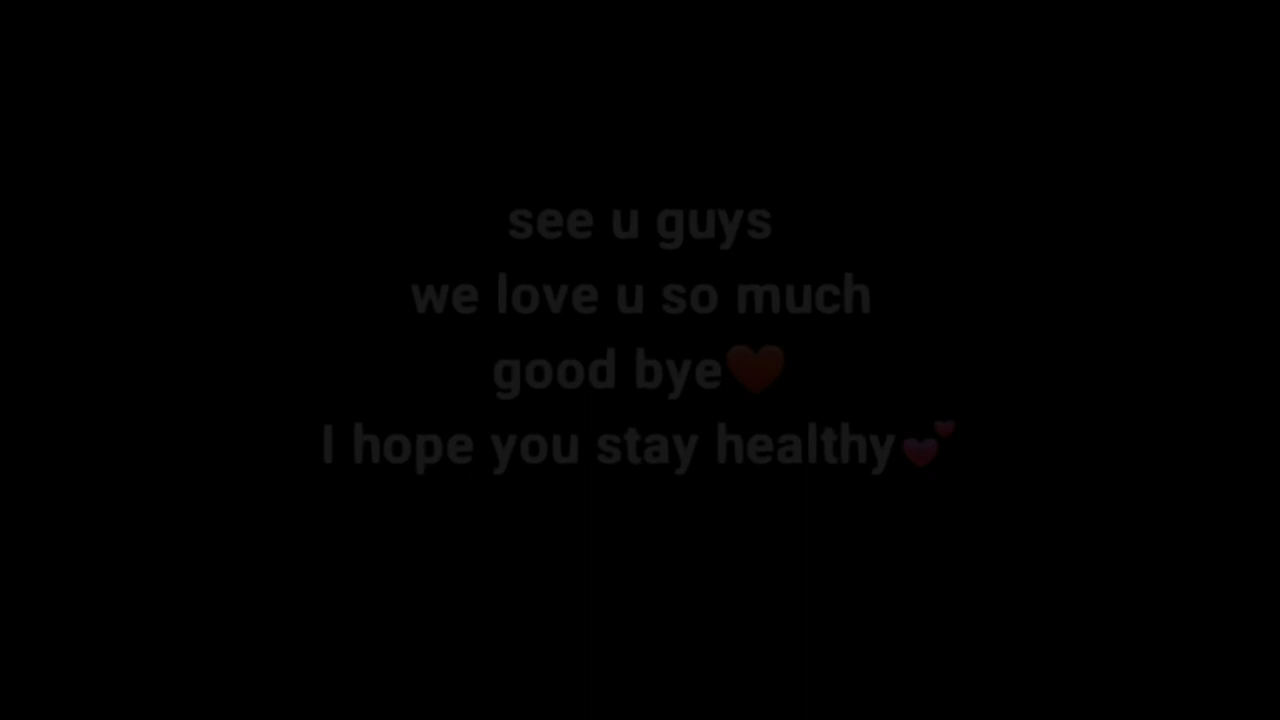 see u guys
we love u so much
good bye❤️
I hope you stay healthy💕